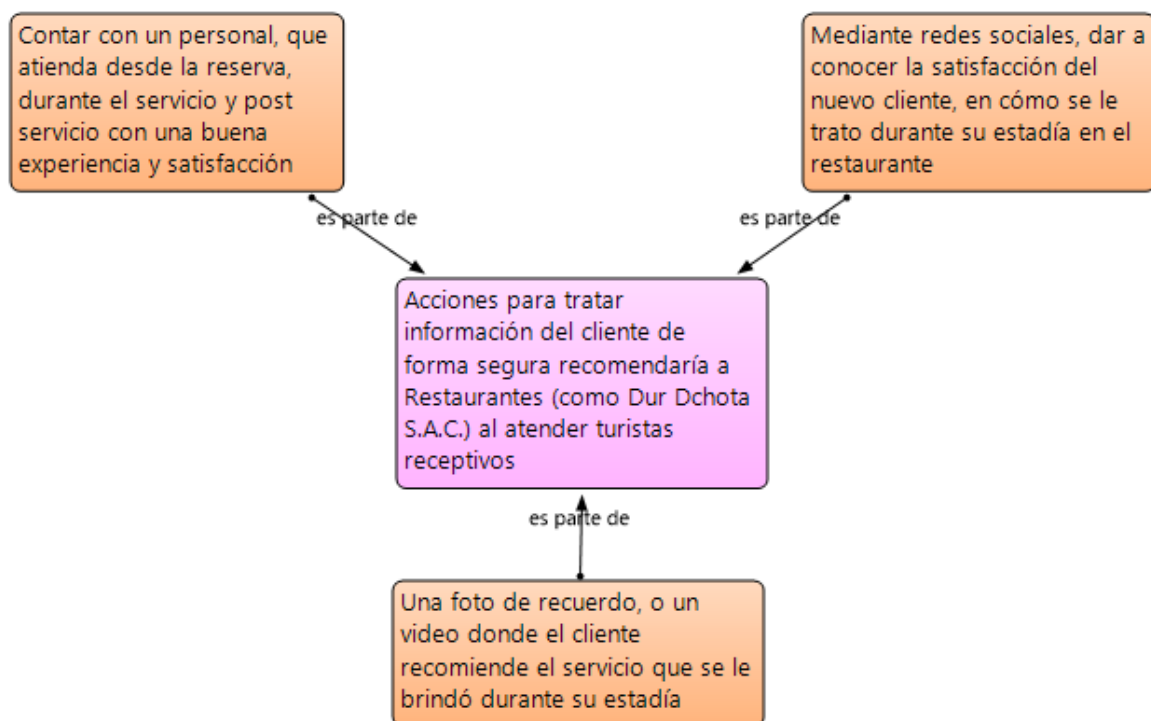 Contar con un personal, que
atienda desde la reserva,
durante el servicio y post
servicio con una buena
experiencia y satisfacción
Mediante redes sociales, dar a
conocer la satisfacción del
nuevo cliente, en cómo se le
trato durante su estadía en el
restaurante
es parte de
es parte de
Acciones para tratar
información del cliente de
forma segura recomendaría a
Restaurantes (como Dur Dchota
S.A.C.) al atender turistas
receptivos
es parte de
Una foto de recuerdo, o un
video donde el cliente
recomiende el servicio que se le
brindó durante su estadía